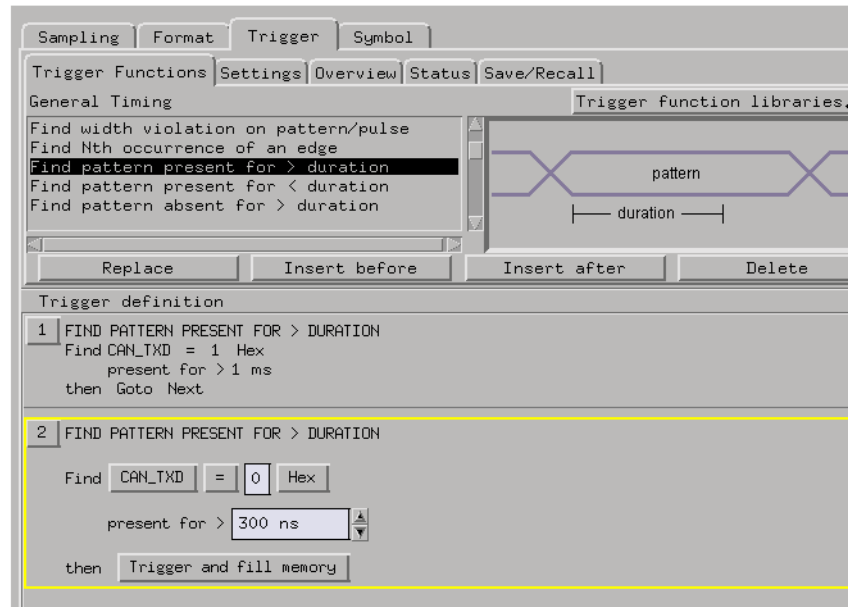 Sampling Format Trigger Symbol
Trigger Functions Settings Overview Status Save/Recall
General Timing Trigger function libraries.
Find width violation on pattern/pulse
Find Nth occurrence of an edge
Find pattern present for > duration
Find pattern present for < duration
Find pattern absent for > duration
pattern
duration
Replace Insert before Insert after Delete
Trigger definition
1 FIND PATTERN PRESENT FOR > DURATION
Find CAN_TXD = 1 Hex
present for > 1 ms
then Goto Next
2 FIND PATTERN PRESENT FOR > DURATION
Find CAN_TXD = 0 Hex
present for > 300 ns
then Trigger and fill memory